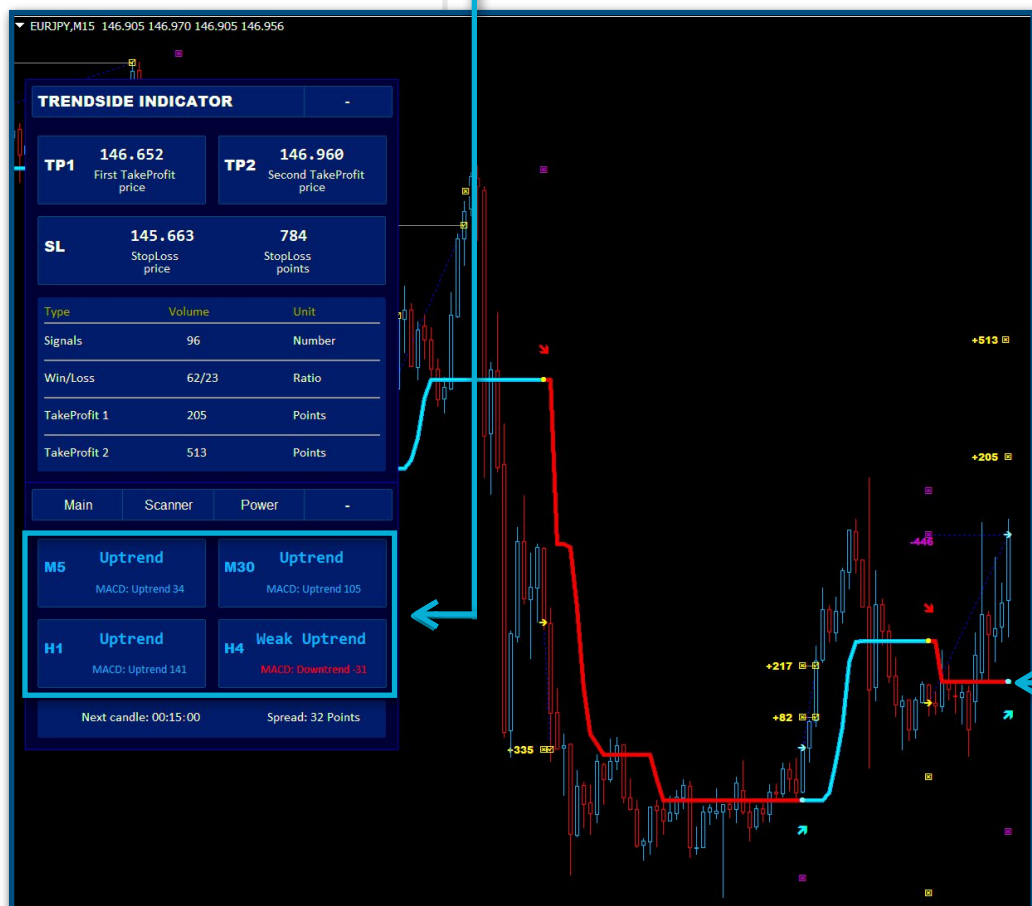 EURJPY,M15 146.905 146.970 146.905 146.956
TRENDSIDE INDICATOR -
TP1 146.652
First TakeProfit
price
TP2 146.960
Second TakeProfit
price
SL 145.663 784
StopLoss StopLoss
price points
Type Volume Unit
Signals 96 Number
Win/Loss 62/23 Ratio
TakeProfit 1 205 Points
TakeProfit 2 513 Points
Main Scanner Power -
M5 Uptrend
MACD: Uptrend 34
M30 Uptrend
MACD: Uptrend 105
H1 Uptrend
MACD: Uptrend 141
H4 Weak Uptrend
MACD: Downtrend -31
Next candle: 00:15:00 Spread: 32 Points
+513
+205
-446
+217
+82
+335